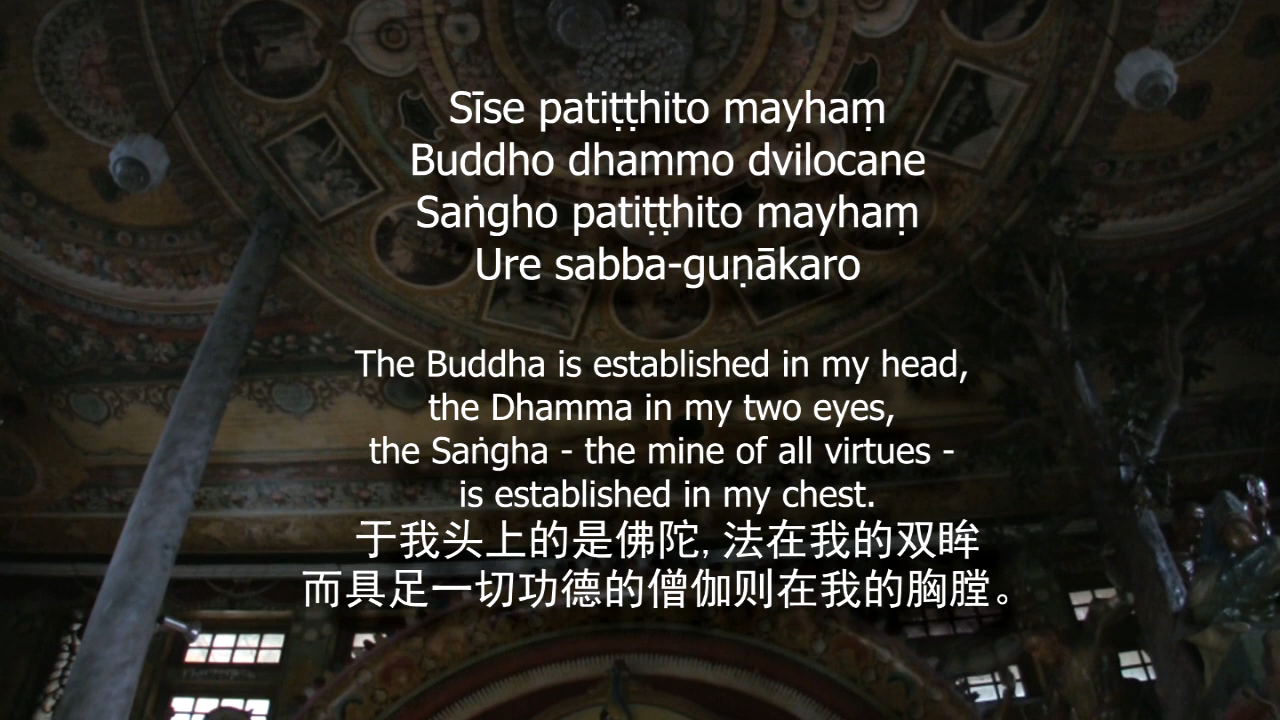 Sīse patiṭṭhito mayhaṃ
Buddho dhammo dvilocane
Saṅgho patiṭṭhito mayhaṃ
Ure sabba-guṇākaro
The Buddha is established in my head,
the Dhamma in my two eyes,
the Saṅgha - the mine of all virtues -
is established in my chest.
于我头上的是佛陀, 法在我的双眸
而具足一切功德的僧伽则在我的胸膛。